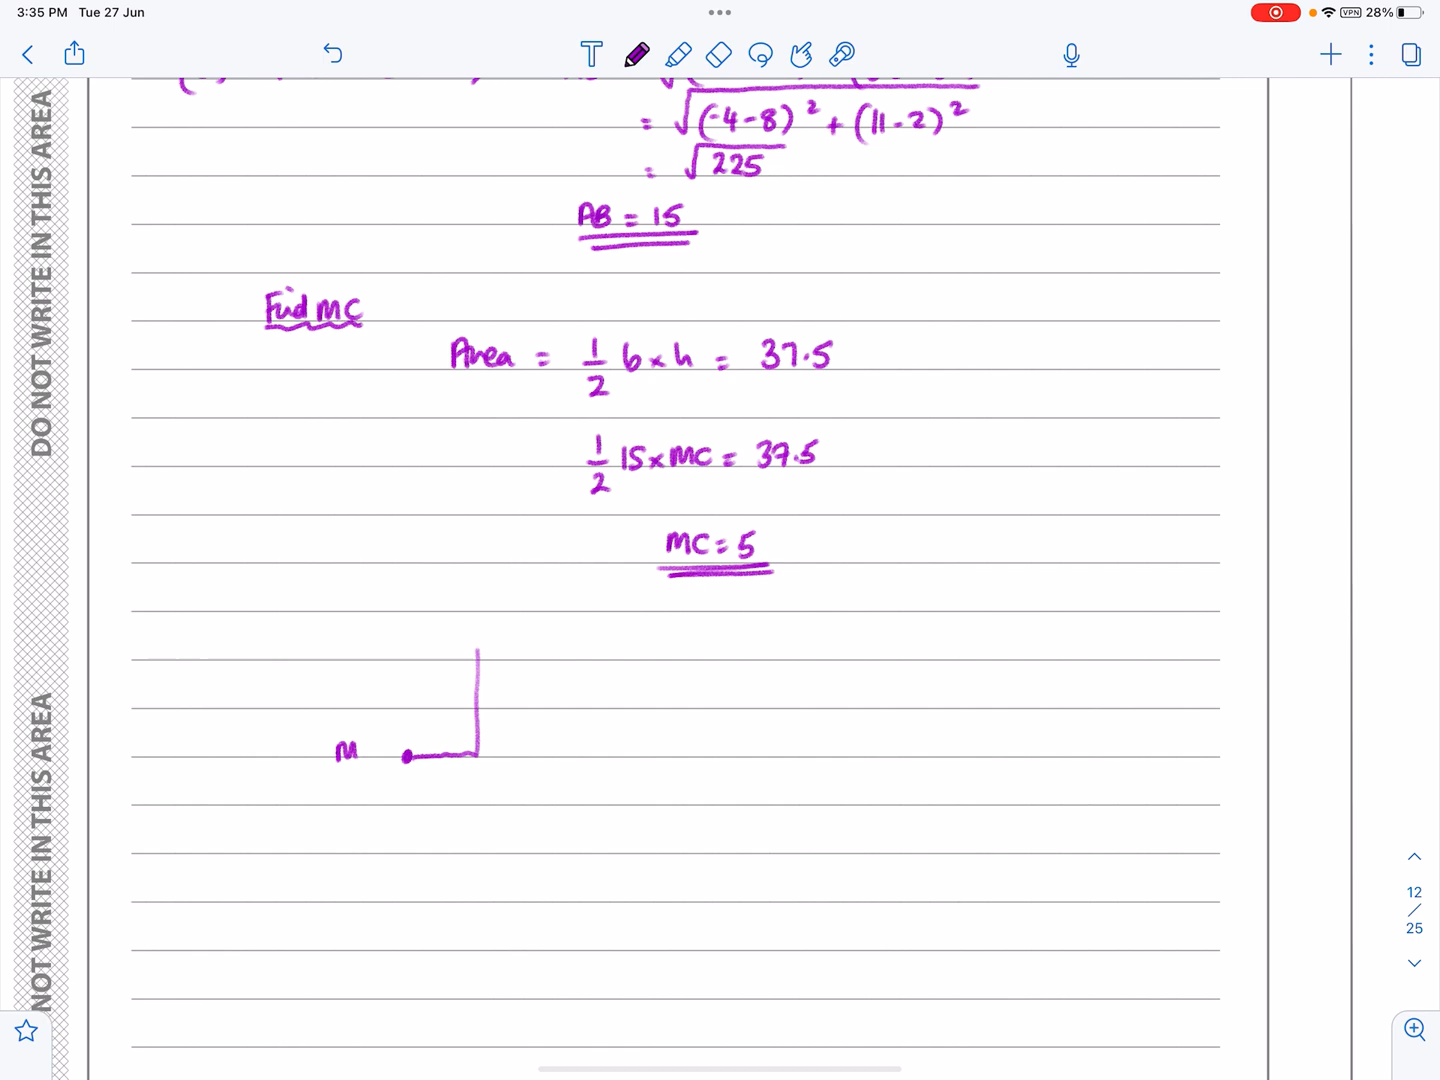 3:35 PM Tue 27 Jun
VPN 28%
DO NOT WRITE IN THIS AREA
= √(-4-8)² + (11-2)²
= √225
AB = 15
Find MC
Area = 1/2 b × h = 37.5
1/2 15 × MC = 37.5
MC = 5
M
NOT WRITE IN THIS AREA
12
/
25